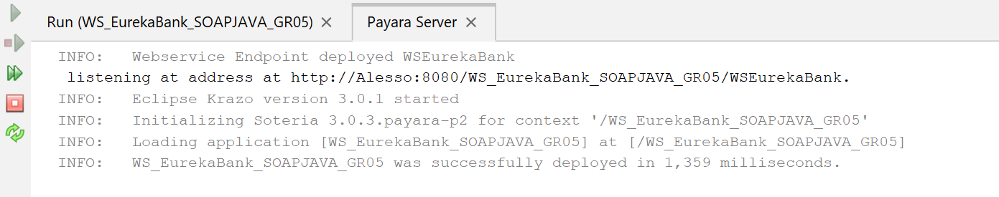 Run (WS_EurekaBank_SOAPJAVA_GR05) Payara Server
INFO: Webservice Endpoint deployed WSEurekaBank
listening at address at http://Alesso:8080/WS_EurekaBank_SOAPJAVA_GR05/WSEurekaBank.
INFO: Eclipse Krazo version 3.0.1 started
INFO: Initializing Soteria 3.0.3.payara-p2 for context '/WS_EurekaBank_SOAPJAVA_GR05'
INFO: Loading application [WS_EurekaBank_SOAPJAVA_GR05] at [/WS_EurekaBank_SOAPJAVA_GR05]
INFO: WS_EurekaBank_SOAPJAVA_GR05 was successfully deployed in 1,359 milliseconds.